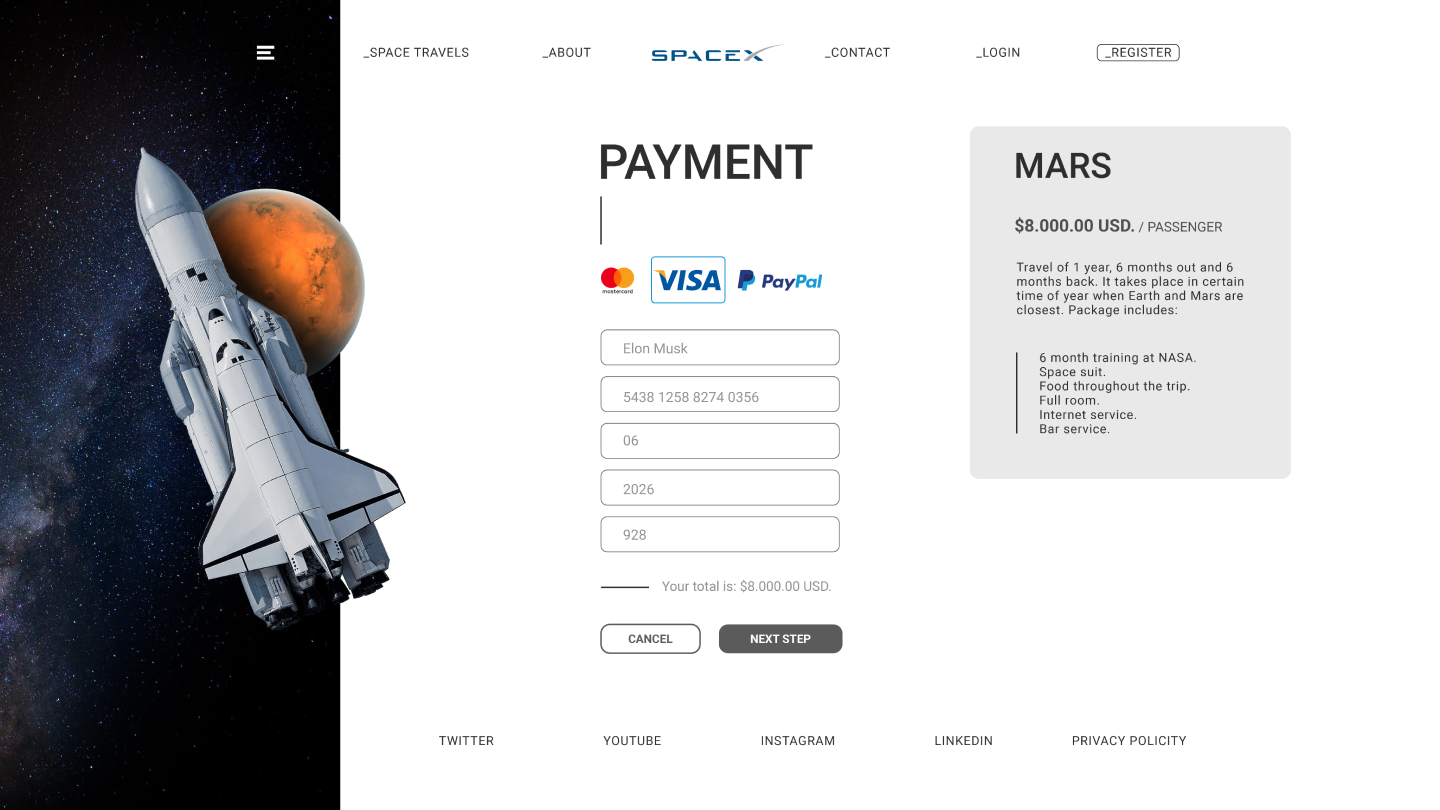 _SPACE TRAVELS
_ABOUT
SPACEX
_CONTACT
_LOGIN
_REGISTER
PAYMENT
mastercard
VISA
PayPal
Elon Musk
5438 1258 8274 0356
06
2026
928
Your total is: $8.000.00 USD.
CANCEL
NEXT STEP
MARS
$8.000.00 USD. / PASSENGER
Travel of 1 year, 6 months out and 6
months back. It takes place in certain
time of year when Earth and Mars are
closest. Package includes:
6 month training at NASA.
Space suit.
Food throughout the trip.
Full room.
Internet service.
Bar service.
TWITTER
YOUTUBE
INSTAGRAM
LINKEDIN
PRIVACY POLICITY